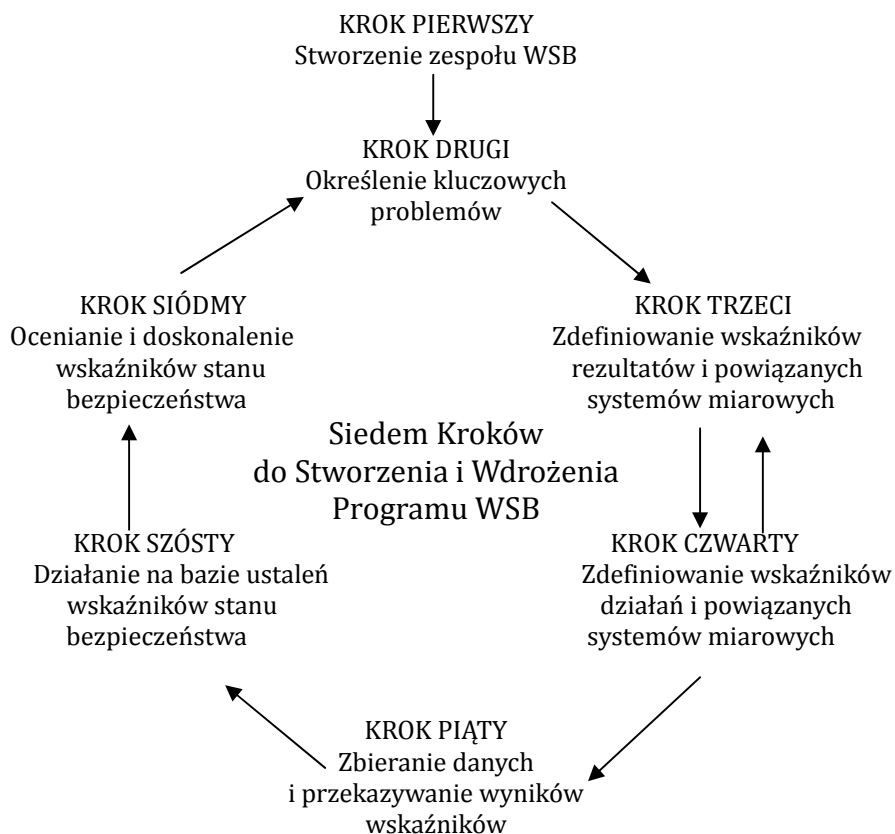 KROK PIERWSZY
Stworzenie zespołu WSB
KROK DRUGI
Określenie kluczowych
problemów
KROK TRZECI
Zdefiniowanie wskaźników
rezultatów i powiązanych
systemów miarowych
KROK CZWARTY
Zdefiniowanie wskaźników
działań i powiązanych
systemów miarowych
KROK PIĄTY
Zbieranie danych
i przekazywanie wyników
wskaźników
KROK SZÓSTY
Działanie na bazie ustaleń
wskaźników stanu
bezpieczeństwa
KROK SIÓDMY
Ocenianie i doskonalenie
wskaźników stanu
bezpieczeństwa
Siedem Kroków
do Stworzenia i Wdrożenia
Programu WSB